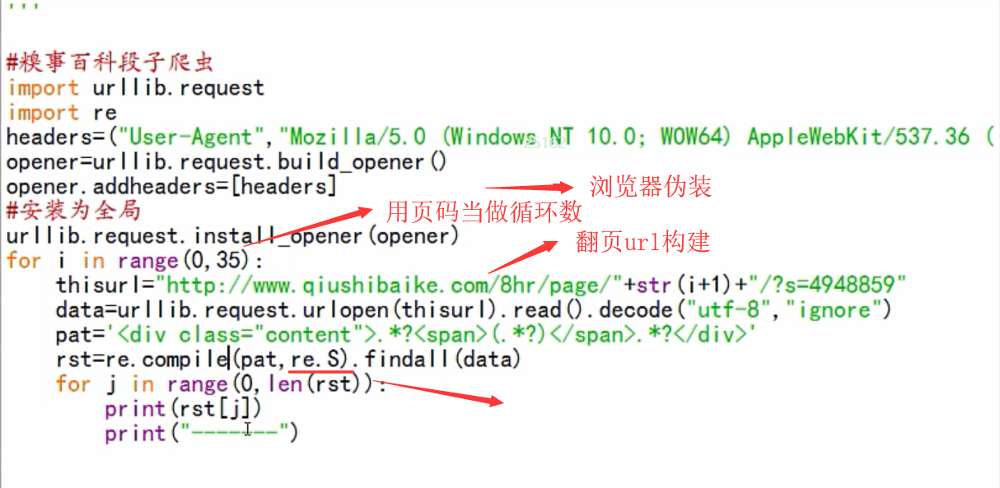 '''
#糗事百科段子爬虫
import urllib.request
import re
headers=("User-Agent","Mozilla/5.0 (Windows NT 10.0; WOW64) AppleWebKit/537.36 (
opener=urllib.request.build_opener()
opener.addheaders=[headers]
浏览器伪装
#安装为全局
用页码当做循环数
urllib.request.install_opener(opener)
翻页url构建
for i in range(0,35):
    thisurl="http://www.qiushibaike.com/8hr/page/"+str(i+1)+"/?s=4948859"
    data=urllib.request.urlopen(thisurl).read().decode("utf-8","ignore")
    pat='<div class="content">.*?<span>(.*?)</span>.*?</div>'
    rst=re.compile(pat,re.S).findall(data)
    for j in range(0,len(rst)):
        print(rst[j])
        print("-------")